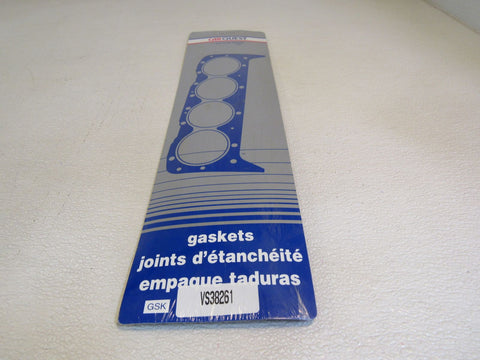 gaskets
joints d'étanchéité
empaque taduras
GSK
VS38261